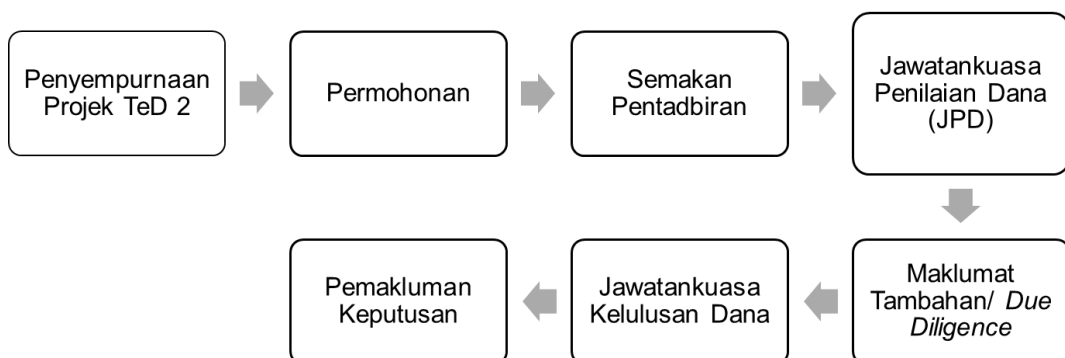 Penyempurnaan
Projek TeD 2
Permohonan
Semakan
Pentadbiran
Jawatankuasa
Penilaian Dana
(JPD)
Maklumat
Tambahan/ Due
Diligence
Jawatankuasa
Kelulusan Dana
Pemakluman
Keputusan